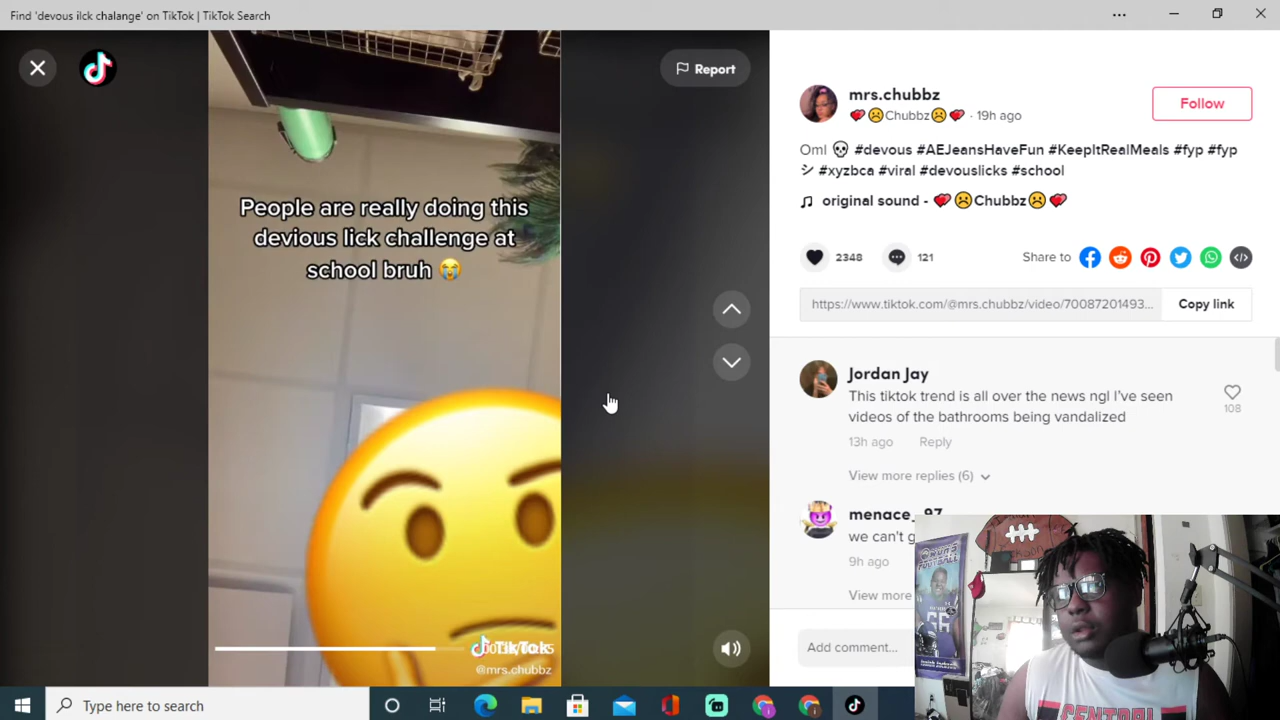 Find 'devous ilck chalange' on TikTok | TikTok Search
Report
People are really doing this
devious lick challenge at
school bruh 😭
TikTok
@mrs.chubbz
mrs.chubbz
💔☹️Chubbz☹️💔 · 19h ago
Follow
Oml 💀 #devous #AEJeansHaveFun #KeepItRealMeals #fyp #fyp
シ #xyzbca #viral #devouslicks #school
original sound - 💔☹️Chubbz☹️💔
2348
121
Share to
https://www.tiktok.com/@mrs.chubbz/video/70087201493...
Copy link
Jordan Jay
This tiktok trend is all over the news ngl I've seen
videos of the bathrooms being vandalized
108
13h ago
Reply
View more replies (6)
menace_97
we can't g
9h ago
View more
Add comment...
FOOTBALL
66
CENTRAL
Type here to search